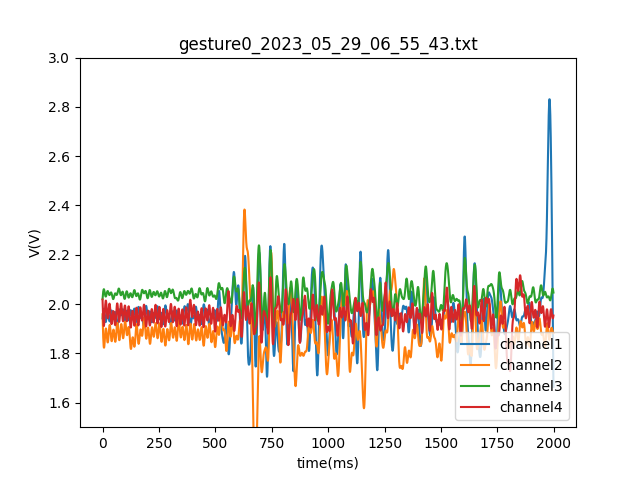 gesture0_2023_05_29_06_55_43.txt
3.0
2.8
2.6
2.4
2.2
2.0
1.8
1.6
V(V)
channel1
channel2
channel3
channel4
0 250 500 750 1000 1250 1500 1750 2000
time(ms)